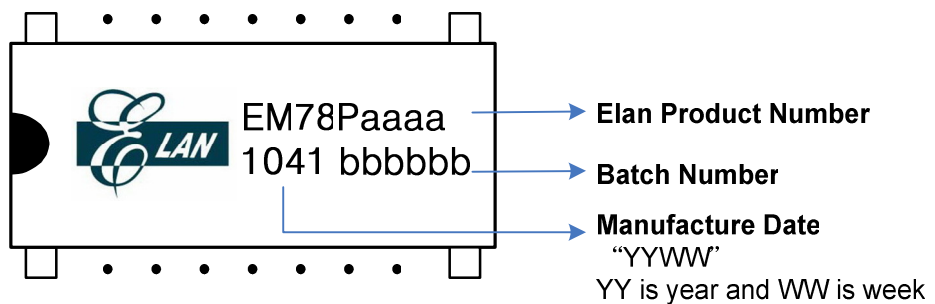 EM78Paaaa
ELAN
1041 bbbbbb
Elan Product Number
Batch Number
Manufacture Date
“YYWW”
YY is year and WW is week